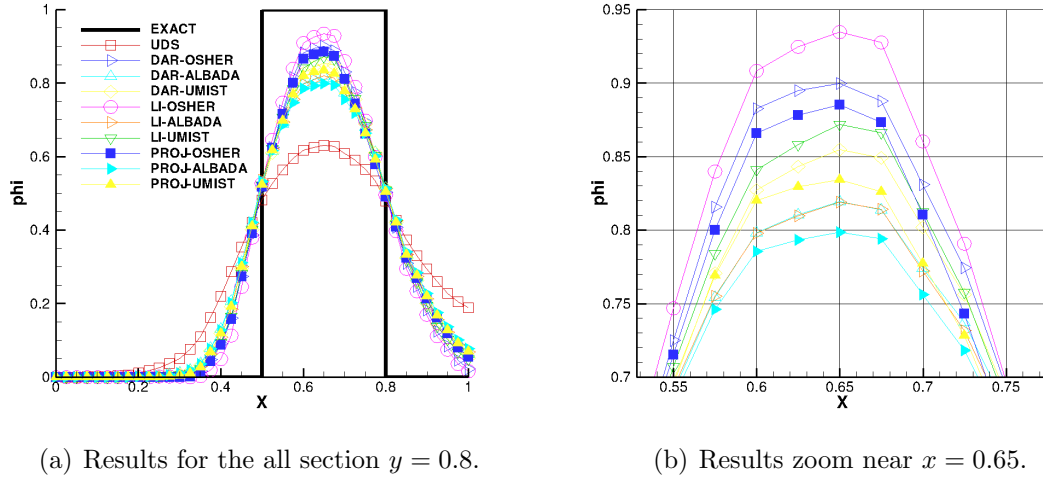 1
0.8
0.6
0.4
0.2
0
phi
EXACT
UDS
DAR-OSHER
DAR-ALBADA
DAR-UMIST
LI-OSHER
LI-ALBADA
LI-UMIST
PROJ-OSHER
PROJ-ALBADA
PROJ-UMIST
0 0.2 0.4 0.6 0.8 1
X
0.95
0.9
0.85
0.8
0.75
0.7
phi
0.55 0.6 0.65 0.7 0.75
X
(a) Results for the all section y = 0.8.
(b) Results zoom near x = 0.65.